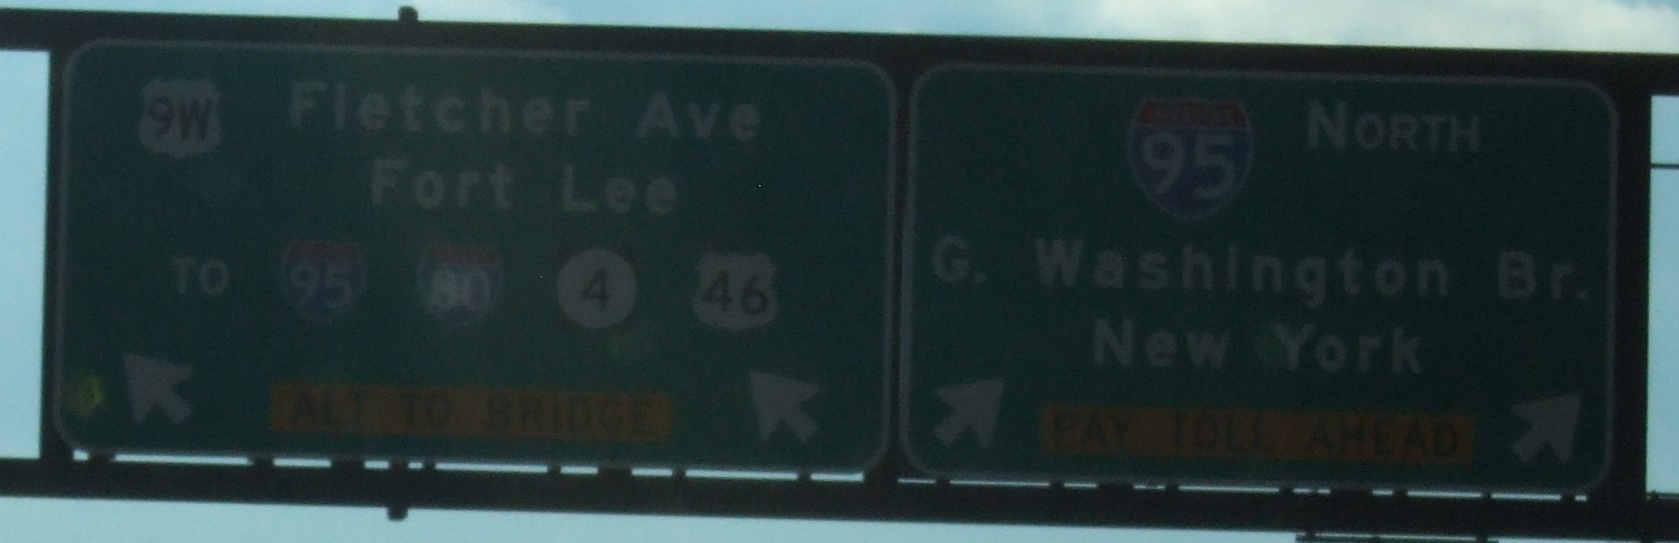 9W Fletcher Ave
Fort Lee
TO 95 80 4 46
ALT TO BRIDGE
95 NORTH
G. Washington Br.
New York
PAY TOLL AHEAD